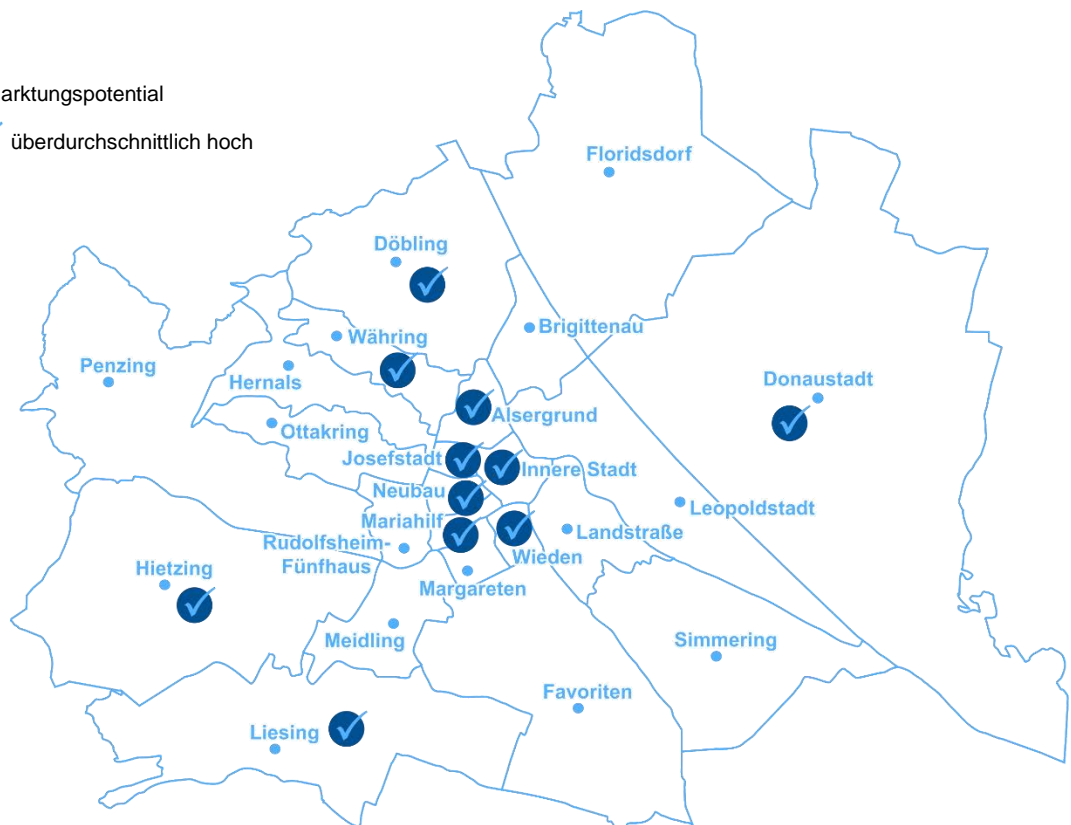 arktungspotential
überdurchschnittlich hoch
Floridsdorf
Döbling
Brigittenau
Währing
Penzing
Hernals
Donaustadt
Alsergrund
Ottakring
Josefstadt
Innere Stadt
Neubau
Leopoldstadt
Mariahilf
Landstraße
Rudolfsheim-
Fünfhaus
Wieden
Hietzing
Margareten
Meidling
Simmering
Favoriten
Liesing